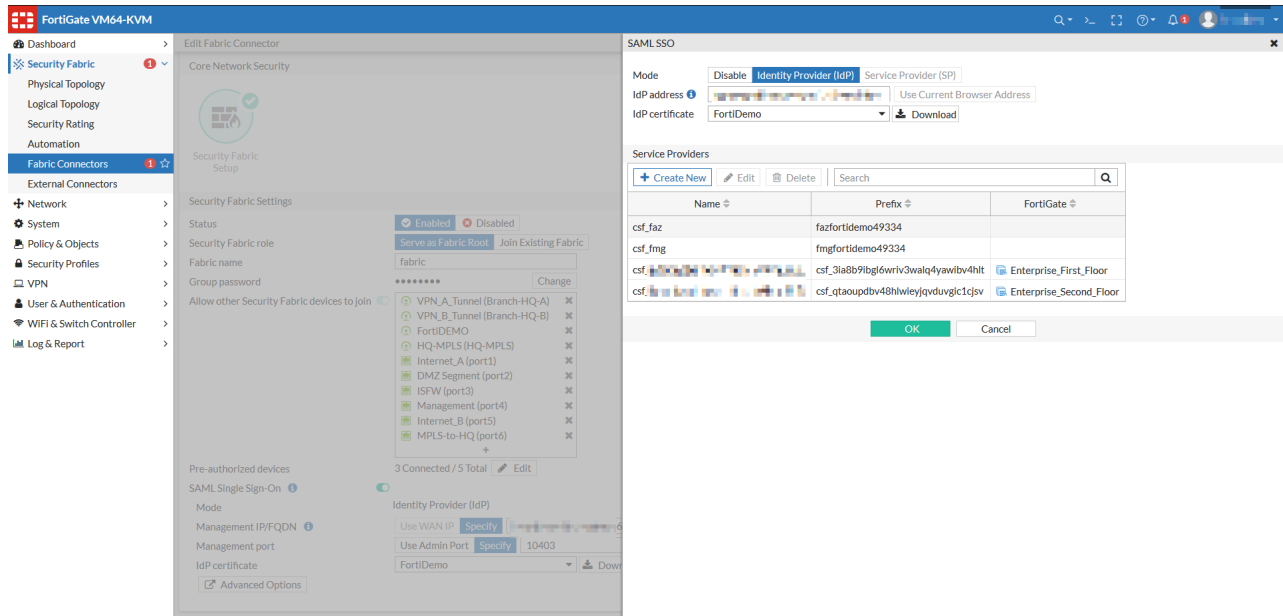 FortiGate VM64-KVM
1
Dashboard
Security Fabric 1
Physical Topology
Logical Topology
Security Rating
Automation
Fabric Connectors 1
External Connectors
Network
System
Policy & Objects
Security Profiles
VPN
User & Authentication
WiFi & Switch Controller
Log & Report
Edit Fabric Connector
Core Network Security
Security Fabric
Setup
Security Fabric Settings
Status Enabled Disabled
Security Fabric role Serve as Fabric Root Join Existing Fabric
Fabric name fabric
Group password •••••••• Change
Allow other Security Fabric devices to join VPN_A_Tunnel (Branch-HQ-A)
VPN_B_Tunnel (Branch-HQ-B)
FortiDEMO
HQ-MPLS (HQ-MPLS)
Internet_A (port1)
DMZ Segment (port2)
ISFW (port3)
Management (port4)
Internet_B (port5)
MPLS-to-HQ (port6)
+
Pre-authorized devices 3 Connected / 5 Total Edit
SAML Single Sign-On
Mode Identity Provider (IdP)
Management IP/FQDN Use WAN IP Specify
Management port Use Admin Port Specify 10403
IdP certificate FortiDemo Dow
Advanced Options
SAML SSO
Mode Disable Identity Provider (IdP) Service Provider (SP)
IdP address Use Current Browser Address
IdP certificate FortiDemo Download
Service Providers
+ Create New Edit Delete Search
Name Prefix FortiGate
csf_faz fazfortidemo49334
csf_fmg fmgfortidemo49334
csf_ csf_3ia8b9ibgl6wriv3walq4yawibv4hlt Enterprise_First_Floor
csf_ csf_qtaoupdbv48hlwieyjqvduvgic1cjsv Enterprise_Second_Floor
OK Cancel